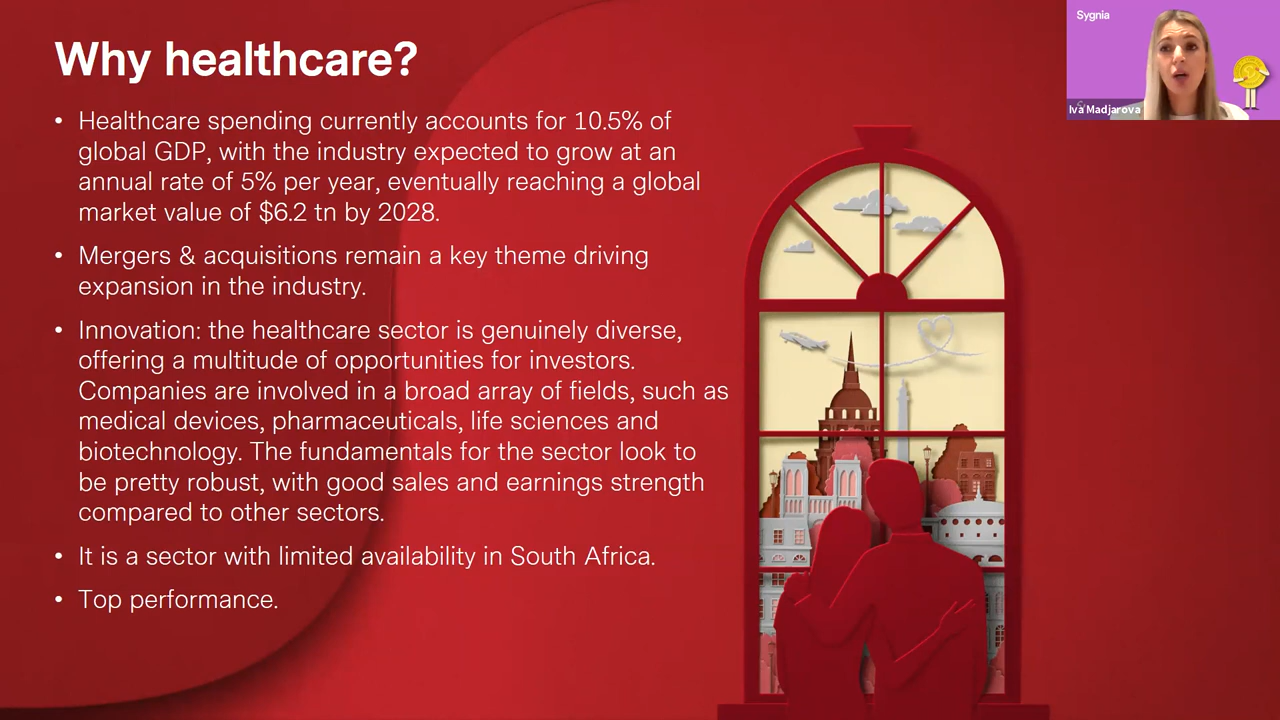 Why healthcare?
• Healthcare spending currently accounts for 10.5% of
global GDP, with the industry expected to grow at an
annual rate of 5% per year, eventually reaching a global
market value of $6.2 tn by 2028.
• Mergers & acquisitions remain a key theme driving
expansion in the industry.
• Innovation: the healthcare sector is genuinely diverse,
offering a multitude of opportunities for investors.
Companies are involved in a broad array of fields, such as
medical devices, pharmaceuticals, life sciences and
biotechnology. The fundamentals for the sector look to
be pretty robust, with good sales and earnings strength
compared to other sectors.
• It is a sector with limited availability in South Africa.
• Top performance.
Sygnia
Iva Madjarova